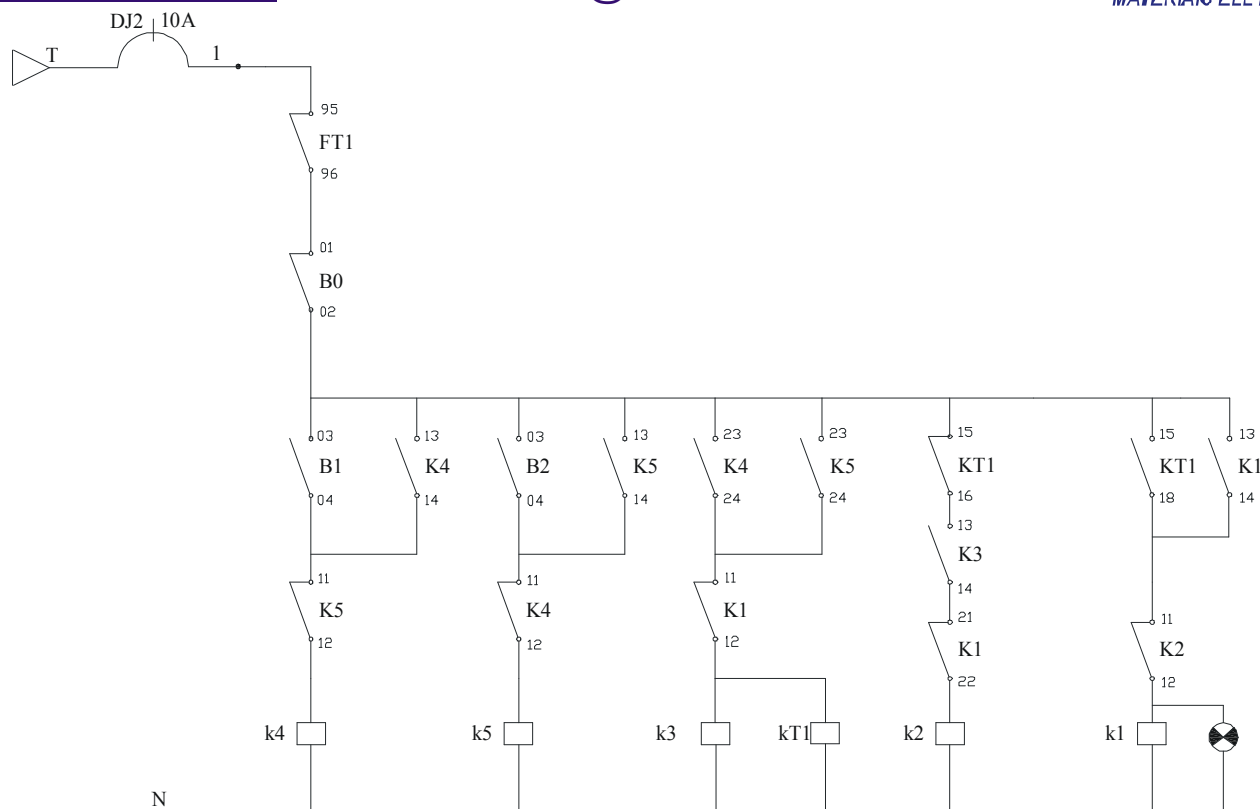 DJ2 10A
T
1
95
FT1
96
01
B0
02
03 13 03 13 23 23 15 15 13
B1 K4 B2 K5 K4 K5 KT1 KT1 K1
04 14 04 14 24 24 16 18 14
13
K3
14
11 11 11 21 11
K5 K4 K1 K1 K2
12 12 12 22 12
k4 k5 k3 kT1 k2 k1
N